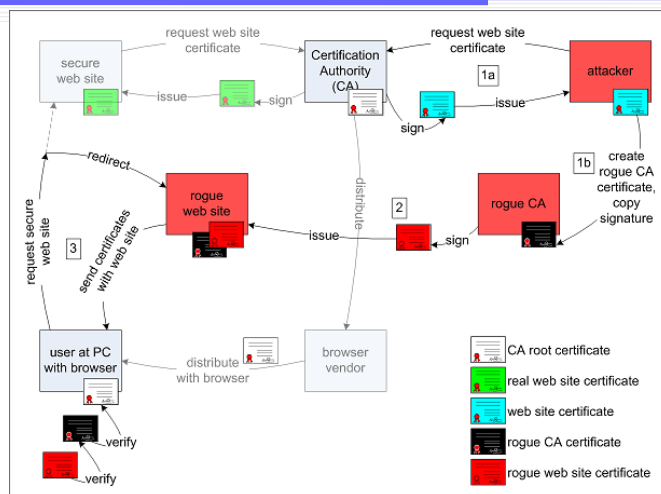 request web site
certificate
request web site
certificate
secure
web site
Certification
Authority
(CA)
attacker
1a
issue
sign
sign
issue
redirect
1b
create
rogue CA
certificate,
copy
signature
distribute
rogue
web site
2
rogue CA
issue
sign
request secure
web site
3
send certificates
with web site
user at PC
with browser
distribute
with browser
browser
vendor
verify
verify
CA root certificate
real web site certificate
web site certificate
rogue CA certificate
rogue web site certificate